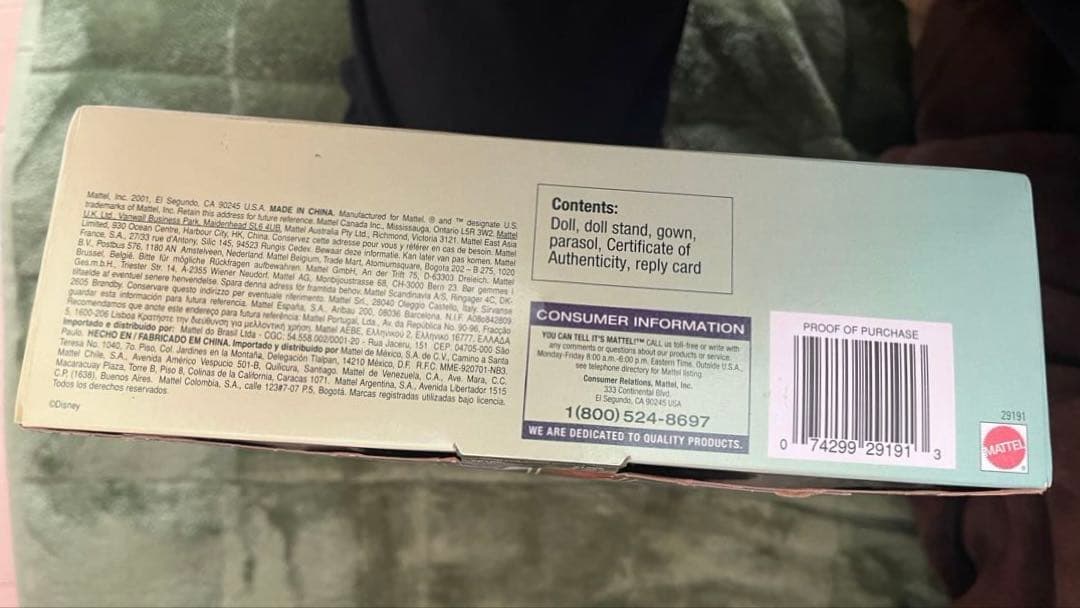 Mattel, Inc. 2001, El Segundo, CA 90245 U.S.A. MADE IN CHINA. Manufactured for Mattel. ® and ™ designate U.S.
trademarks of Mattel, Inc. Retain this address for future reference. Mattel Canada Inc., Mississauga, Ontario L5R 3W2. Mattel
U.K. Ltd., Vanwall Business Park, Maidenhead SL6 4UB. Mattel Australia Pty Ltd., Richmond, Victoria 3121. Mattel East Asia
Limited, 930 Ocean Centre, Harbour City, HK, China. Conservez cette adresse pour vous y référer en cas de besoin. Mattel
France, S.A., 27/33 rue d'Antony, Silic 145, 94523 Rungis Cedex. Bewaar deze informatie. Kan later van pas komen. Mattel
B.V., Postbus 576, 1180 AN Amstelveen, Nederland. Mattel Belgium, Trade Mart, Atomiumsquare, Bogota 202 – B 275, 1020
Brussel, België. Bitte für mögliche Rückfragen aufbewahren. Mattel GmbH, An der Trift 75, D-63303 Dreieich. Mattel
Ges.m.b.H., Triester Str. 14, A-2355 Wiener Neudorf. Mattel AG, Monbijoustrasse 68, CH-3000 Bern 23. Bør gemmes i
tilfælde af eventuel senere henvendelse. Spara denna adress för framtida behov. Mattel Scandinavia A/S, Ringager 4C, DK-
2605 Brøndby. Conservare questo indirizzo per eventuale riferimento. Mattel Srl., 28040 Oleggio Castello, Italy. Sírvanse
guardar esta información para futura referencia. Mattel España, S.A., Aribau 200, 08036 Barcelona. N.I.F. A08
Recomendamos que anote este endereço para futura referência. Mattel Portugal, Lda., Av. da República No. 90-96, Fracção
5, 1600-206 Lisboa Κρατήστε την διεύθυνση για μελλοντική χρήση. Mattel AEBE, Ελληνικού 2, Ελληνικό 16777, ΕΛΛΑΔΑ
Importado e distribuido por: Mattel do Brasil Ltda - CGC: 54.558.002/0001-20 - Rua Jaceru, 151 CEP 04705-000 São
Paulo. HECHO EN / FABRICADO EM CHINA. Importado y distribuido por Mattel de México, S.A. de C.V., Camino a Santa
Teresa No. 1040, 7o. Piso, Col. Jardines en la Montaña, Delegación Tlalpan, 14210 México, D.F. R.F.C. MME-920701-NB3.
Mattel Chile, S.A., Avenida Américo Vespucio 501-B, Quilicura, Santiago. Mattel de Venezuela, C.A., Ave. Mara, C.C.
Macaracuay Plaza, Torre B, Piso 8, Colinas de la California, Caracas 1071. Mattel Argentina, S.A., Avenida Libertador 1515
C.P. (1638), Buenos Aires. Mattel Colombia, S.A., calle 123#7-07 P.5, Bogotá. Marcas registradas utilizadas bajo licencia.
Todos los derechos reservados.
©Disney
Contents:
Doll, doll stand, gown,
parasol, Certificate of
Authenticity, reply card
CONSUMER INFORMATION
YOU CAN TELL IT'S MATTEL!™ CALL us toll-free or write with
any comments or questions about our products or service.
Monday-Friday 8:00 a.m.-6:00 p.m. Eastern Time. Outside U.S.A.,
see telephone directory for Mattel listing.
Consumer Relations, Mattel, Inc.
333 Continental Blvd.
El Segundo, CA 90245 USA
1(800) 524-8697
WE ARE DEDICATED TO QUALITY PRODUCTS.
PROOF OF PURCHASE
0 74299 29191 3
29191
MATTEL
®